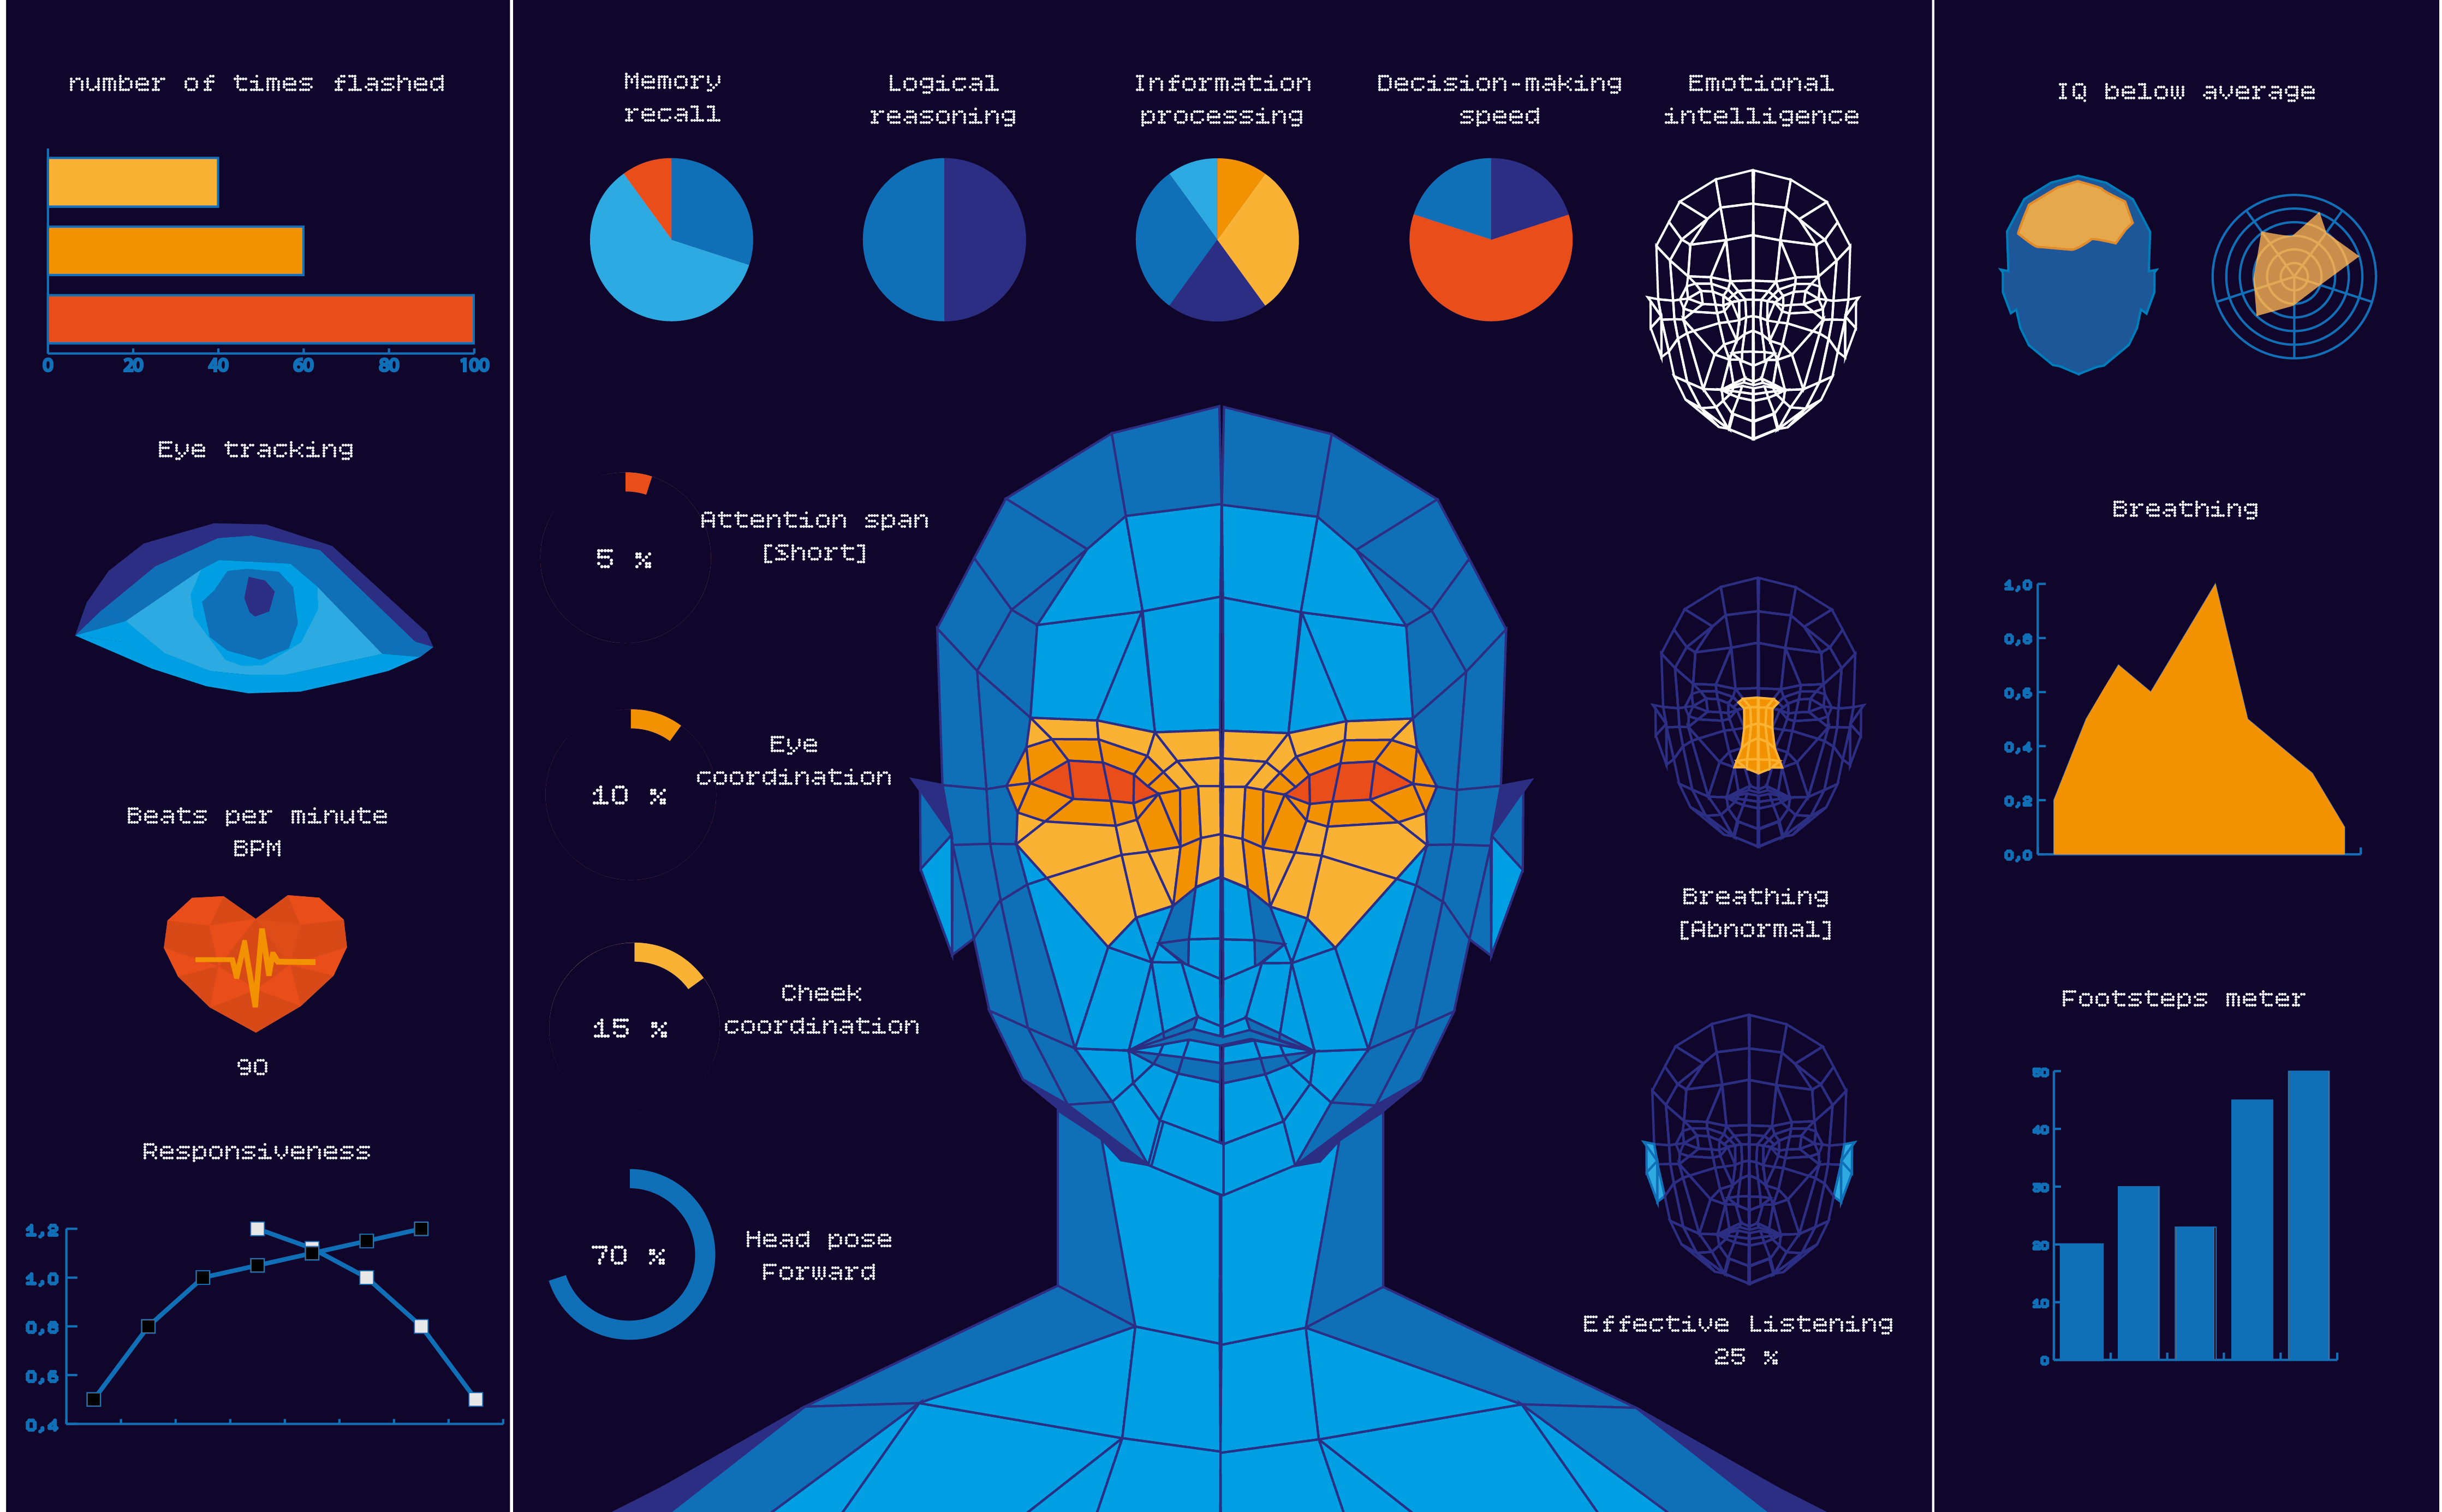 number of times flashed
0 20 40 60 80 100
Eye tracking
Beats per minute
BPM
90
Responsiveness
1,2
1,0
0,8
0,6
0,4
Memory
recall
Logical
reasoning
Information
processing
Decision-making
speed
Emotional
intelligence
5 %
Attention span
[Short]
10 %
Eye
coordination
15 %
Cheek
coordination
70 %
Head pose
Forward
Breathing
[Abnormal]
Effective Listening
25 %
IQ below average
Breathing
1,0
0,8
0,6
0,4
0,2
0,0
Footsteps meter
50
40
30
20
10
0